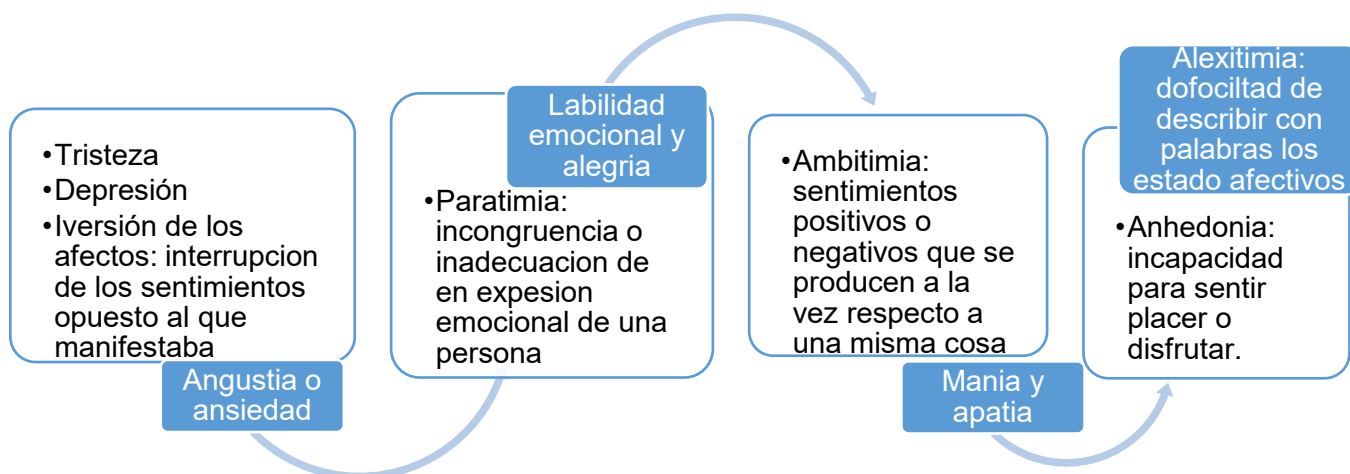 •Tristeza
•Depresión
•Iversión de los
afectos: interrupcion
de los sentimientos
opuesto al que
manifestaba
Angustia o
ansiedad
Labilidad
emocional y
alegria
•Paratimia:
incongruencia o
inadecuacion de
en expesion
emocional de una
persona
•Ambitimia:
sentimientos
positivos o
negativos que se
producen a la
vez respecto a
una misma cosa
Mania y
apatia
Alexitimia:
dofociltad de
describir con
palabras los
estado afectivos
•Anhedonia:
incapacidad
para sentir
placer o
disfrutar.